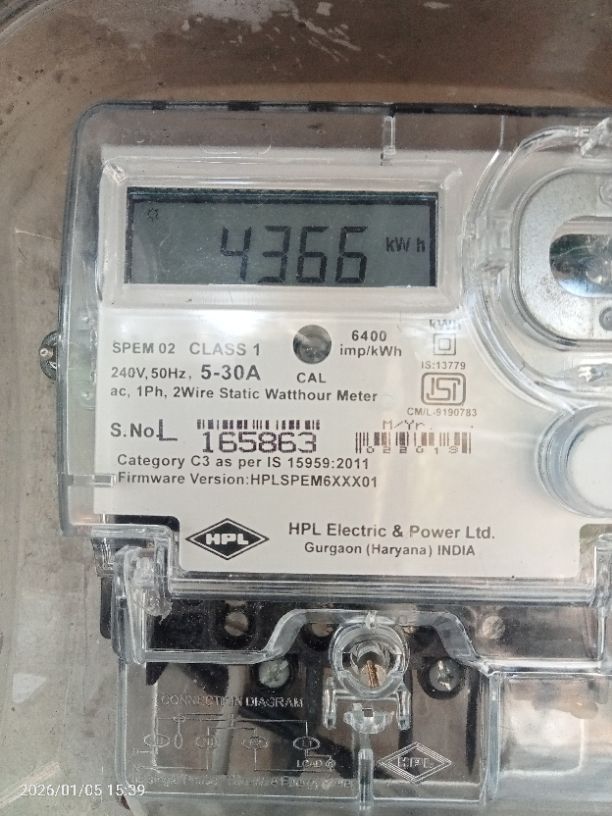 4366 kWh
SPEM 02 CLASS 1
6400
imp/kWh
kWh
240V,50Hz, 5-30A
CAL
IS:13779
ac, 1Ph, 2Wire Static Watthour Meter
CM/L-9190783
S.No. L 165863
M/Yr.
022019
Category C3 as per IS 15959:2011
Firmware Version:HPLSPEM6XXX01
HPL
HPL Electric & Power Ltd.
Gurgaon (Haryana) INDIA
CONNECTION DIAGRAM
LOAD
HPL
2026/01/05 15:39